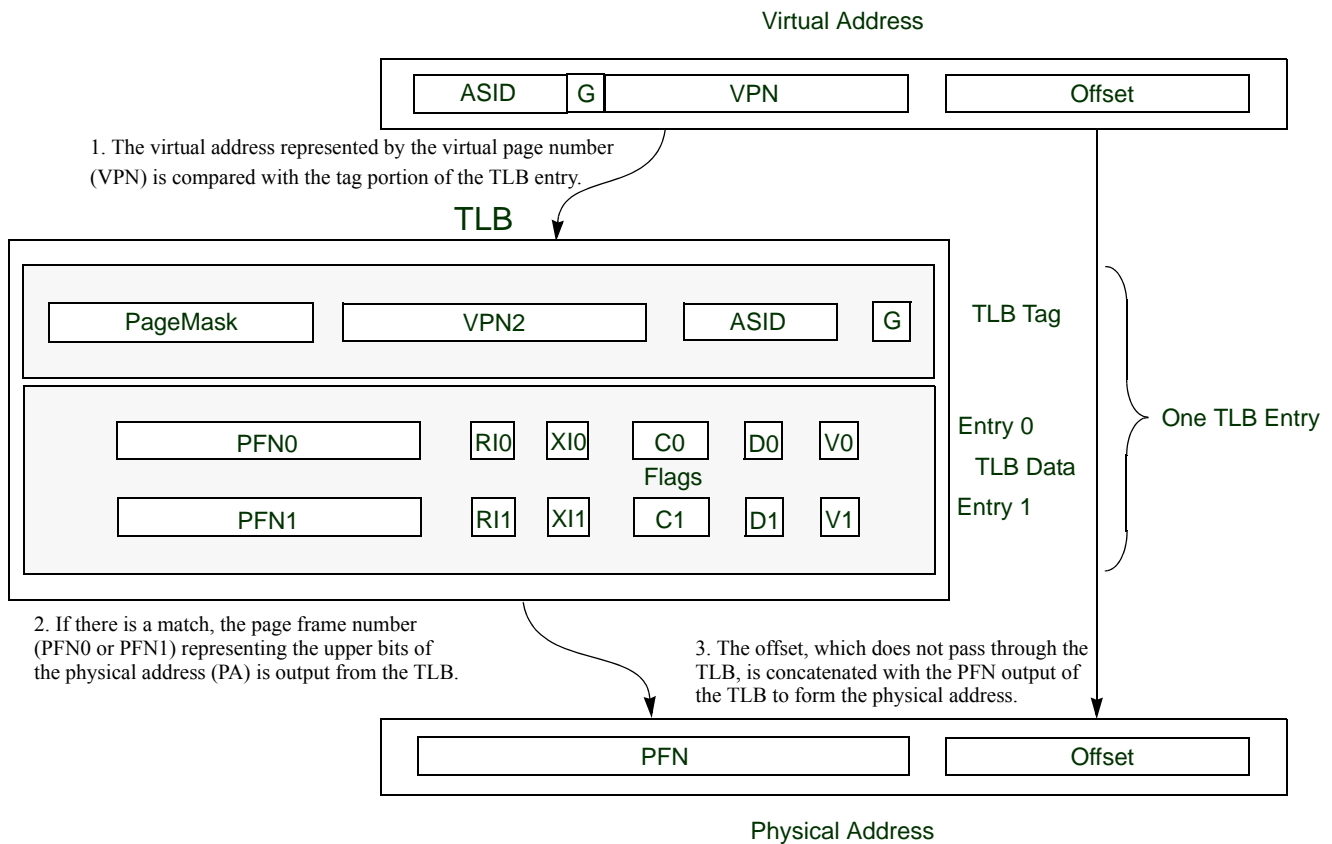 Virtual Address
ASID G VPN Offset
1. The virtual address represented by the virtual page number
(VPN) is compared with the tag portion of the TLB entry.
TLB
PageMask VPN2 ASID G
TLB Tag
PFN0 RI0 XI0 C0 D0 V0
Entry 0
One TLB Entry
Flags
TLB Data
PFN1 RI1 XI1 C1 D1 V1
Entry 1
2. If there is a match, the page frame number
(PFN0 or PFN1) representing the upper bits of
the physical address (PA) is output from the TLB.
3. The offset, which does not pass through the
TLB, is concatenated with the PFN output of
the TLB to form the physical address.
PFN Offset
Physical Address